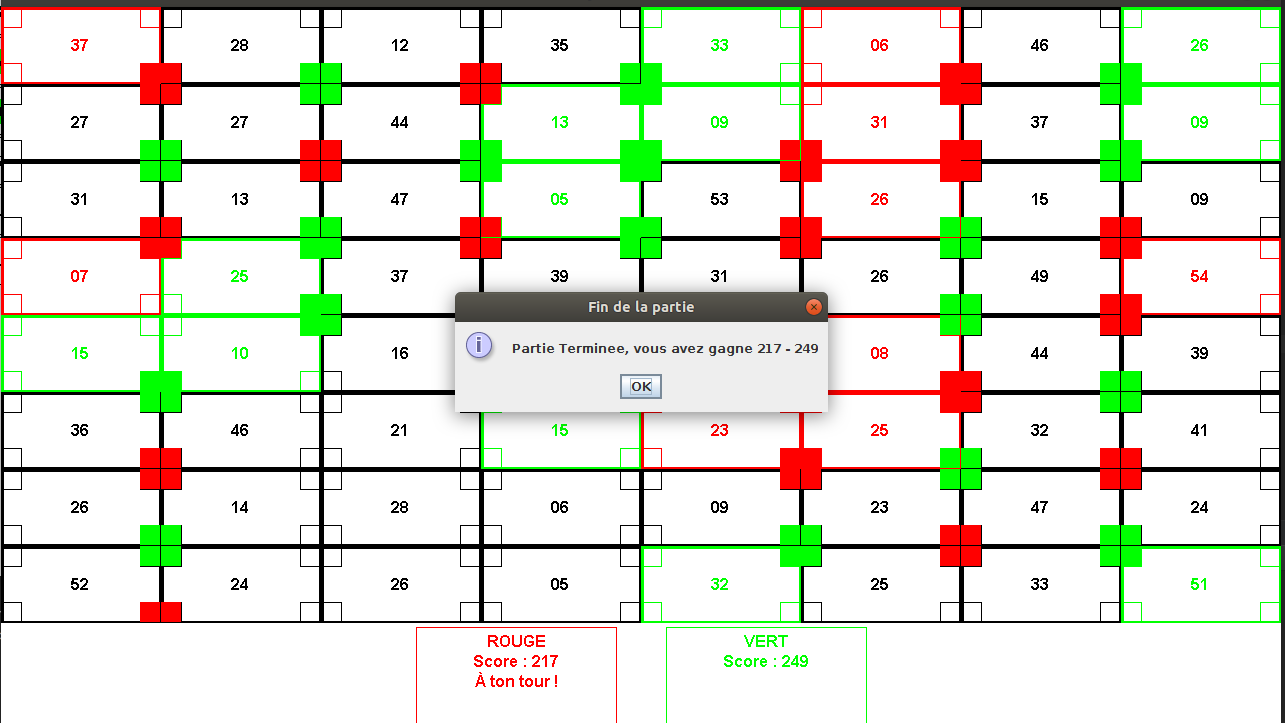 37 28 12 35 33 06 46 26
27 27 44 13 09 31 37 09
31 13 47 05 53 26 15 09
07 25 37 39 31 26 49 54
Fin de la partie
15 10 16 08 44 39
i Partie Terminee, vous avez gagne 217 - 249
OK
36 46 21 15 23 25 32 41
26 14 28 06 09 23 47 24
52 24 26 05 32 25 33 51
ROUGE
Score : 217
À ton tour !
VERT
Score : 249